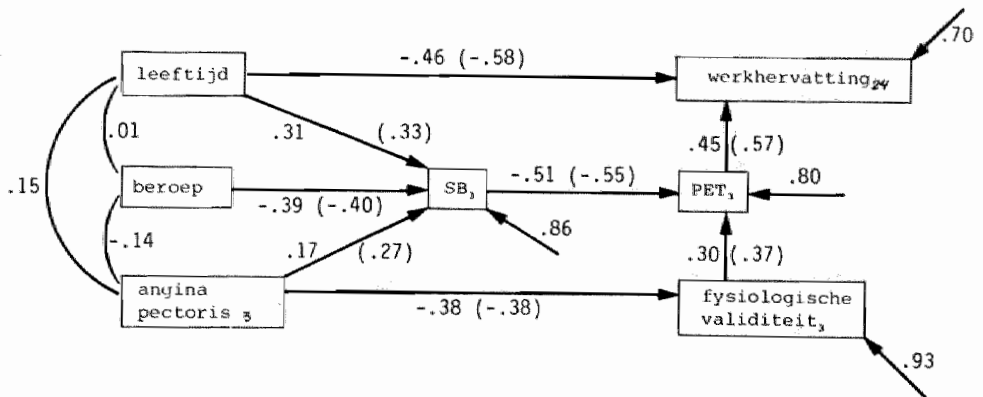 .70
-.46 (-.58)
leeftijd
werkhervatting₂₄
.01
.31 (.33)
.45 (.57)
.15
beroep
SB₃
-.51 (-.55)
PET₃
.80
-.39 (-.40)
-.14
.17 (.27)
.86
.30 (.37)
angina
pectoris ₃
-.38 (-.38)
fysiologische
validiteit₃
.93